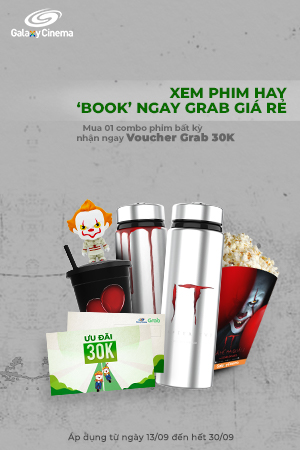 Galaxy Cinema
XEM PHIM HAY
‘BOOK’ NGAY GRAB GIÁ RẺ
Mua 01 combo phim bất kỳ
nhận ngay Voucher Grab 30K
IT
Grab
ƯU ĐÃI
30K
Áp dụng từ ngày 13/09 đến hết 30/09